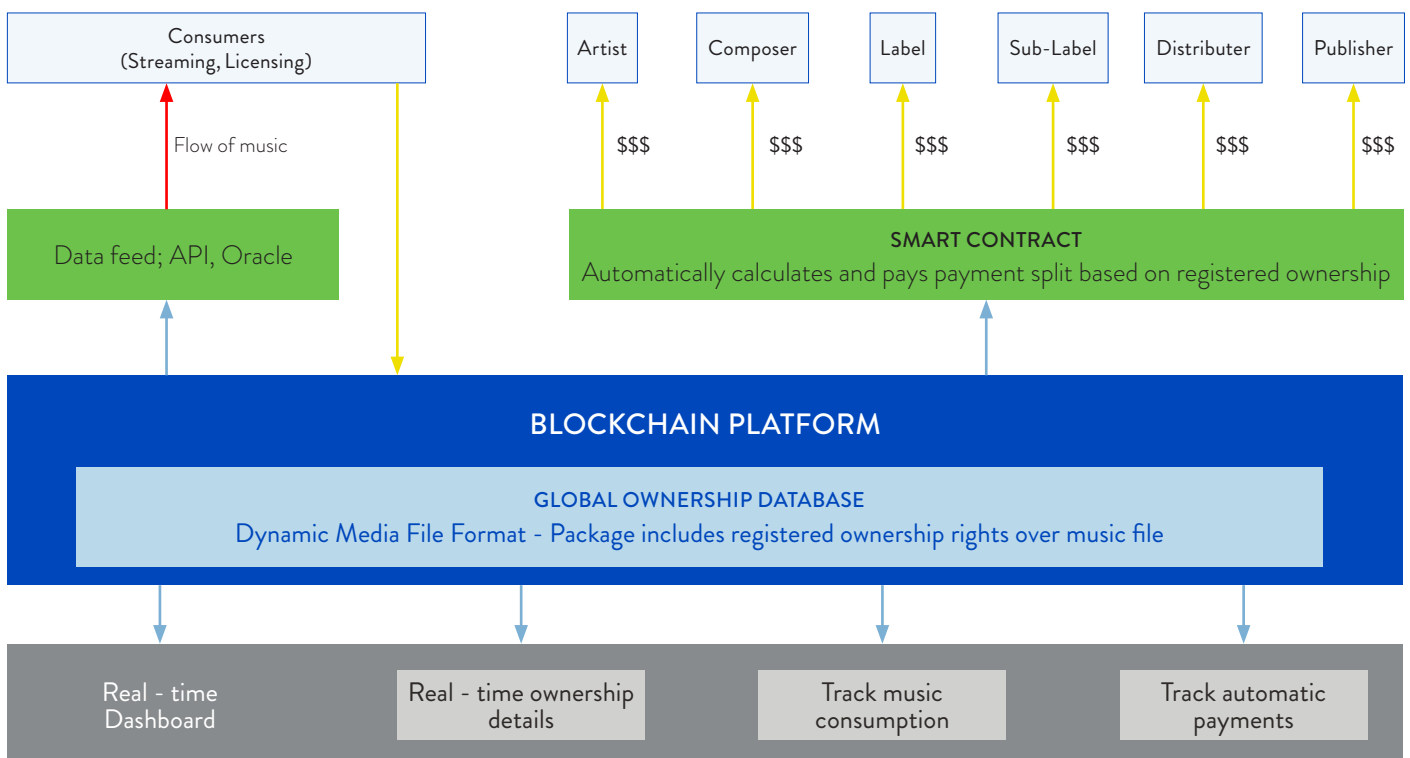 Consumers
(Streaming, Licensing)
Artist
Composer
Label
Sub-Label
Distributer
Publisher
Flow of music
$$$
$$$
$$$
$$$
$$$
$$$
Data feed; API, Oracle
SMART CONTRACT
Automatically calculates and pays payment split based on registered ownership
BLOCKCHAIN PLATFORM
GLOBAL OWNERSHIP DATABASE
Dynamic Media File Format - Package includes registered ownership rights over music file
Real - time
Dashboard
Real - time ownership
details
Track music
consumption
Track automatic
payments